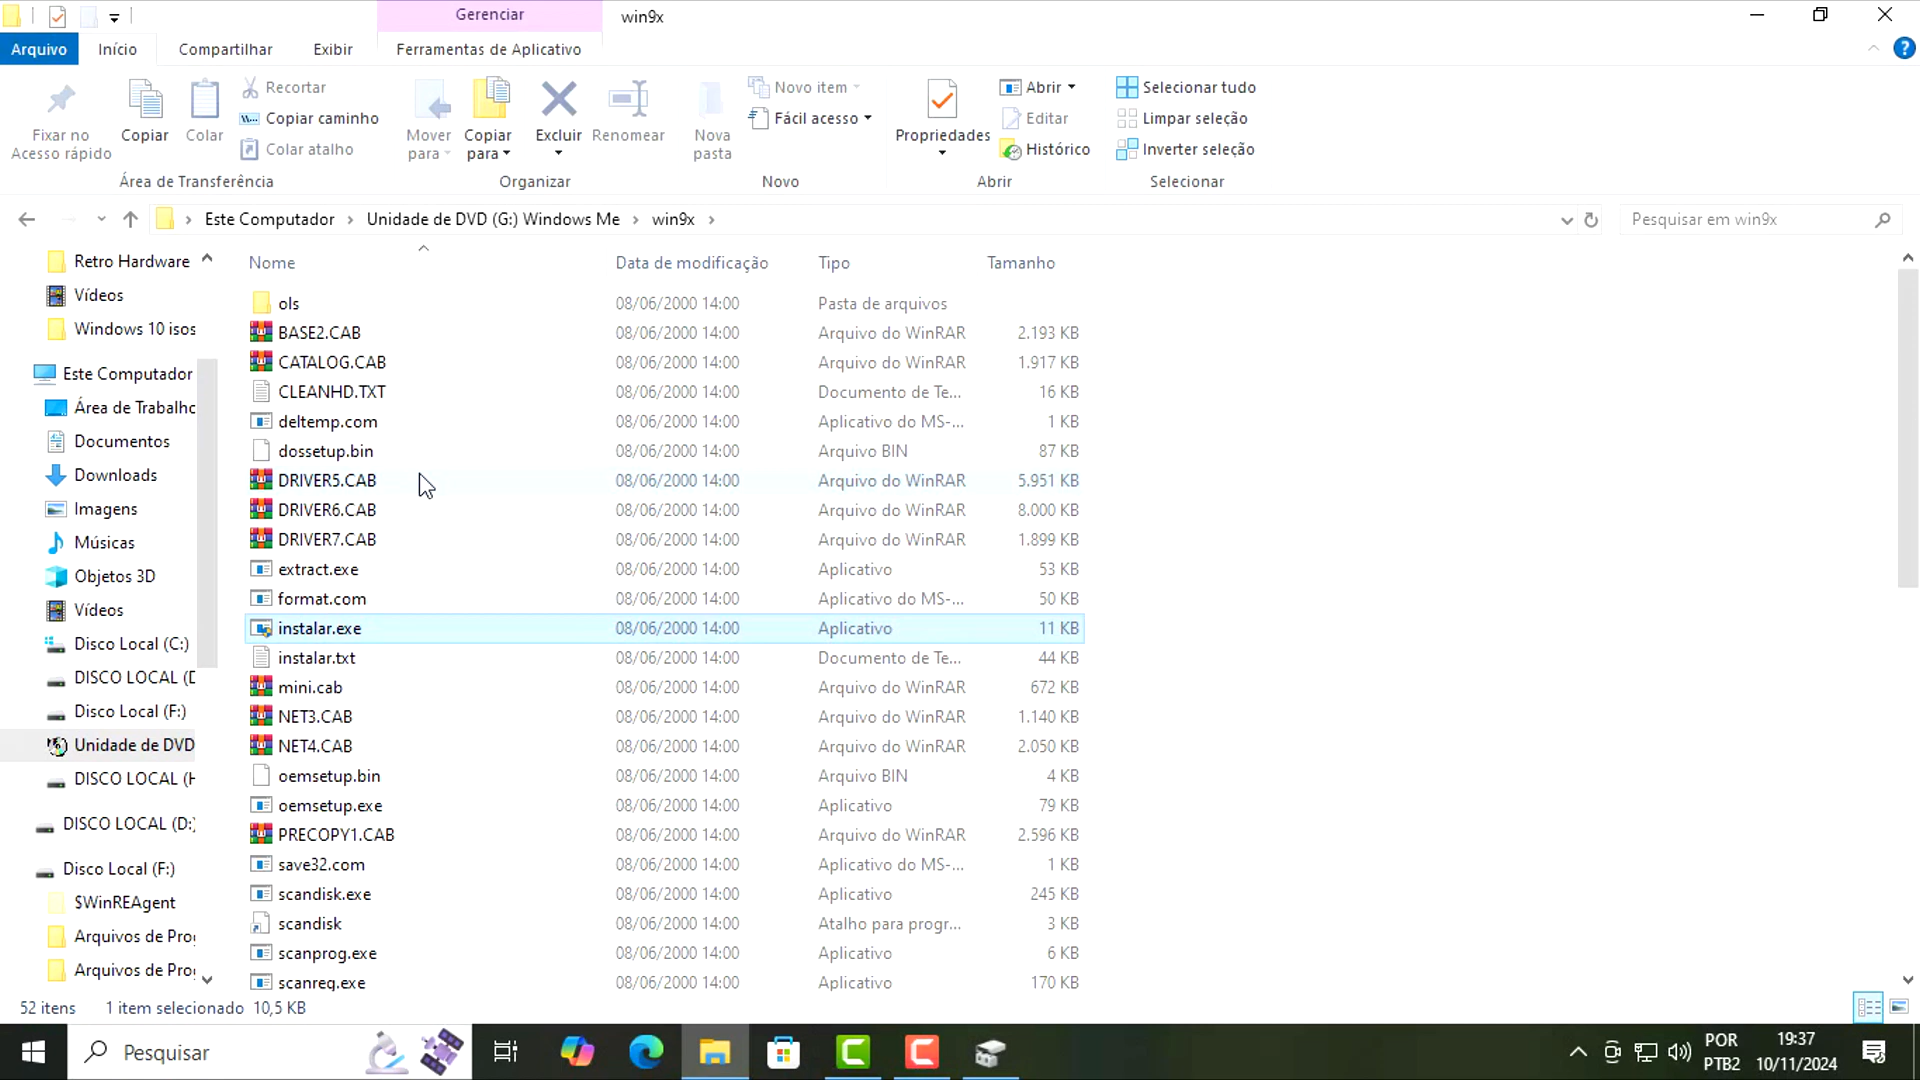 Gerenciar
win9x
Arquivo
Início
Compartilhar
Exibir
Ferramentas de Aplicativo
Fixar no
Acesso rápido
Copiar
Colar
Recortar
Copiar caminho
Colar atalho
Mover
para
Copiar
para
Excluir
Renomear
Nova
pasta
Novo item
Fácil acesso
Propriedades
Abrir
Editar
Histórico
Selecionar tudo
Limpar seleção
Inverter seleção
Área de Transferência
Organizar
Novo
Abrir
Selecionar
Este Computador
Unidade de DVD (G:) Windows Me
win9x
Pesquisar em win9x
Retro Hardware
Vídeos
Windows 10 isos
Este Computador
Área de Trabalho
Documentos
Downloads
Imagens
Músicas
Objetos 3D
Vídeos
Disco Local (C:)
DISCO LOCAL (D
Disco Local (F:)
Unidade de DVD
DISCO LOCAL (H
DISCO LOCAL (D:)
Disco Local (F:)
$WinREAgent
Arquivos de Prog
Arquivos de Prog
Nome Data de modificação Tipo Tamanho
ols 08/06/2000 14:00 Pasta de arquivos
BASE2.CAB 08/06/2000 14:00 Arquivo do WinRAR 2.193 KB
CATALOG.CAB 08/06/2000 14:00 Arquivo do WinRAR 1.917 KB
CLEANHD.TXT 08/06/2000 14:00 Documento de Te... 16 KB
deltemp.com 08/06/2000 14:00 Aplicativo do MS-... 1 KB
dossetup.bin 08/06/2000 14:00 Arquivo BIN 87 KB
DRIVER5.CAB 08/06/2000 14:00 Arquivo do WinRAR 5.951 KB
DRIVER6.CAB 08/06/2000 14:00 Arquivo do WinRAR 8.000 KB
DRIVER7.CAB 08/06/2000 14:00 Arquivo do WinRAR 1.899 KB
extract.exe 08/06/2000 14:00 Aplicativo 53 KB
format.com 08/06/2000 14:00 Aplicativo do MS-... 50 KB
instalar.exe 08/06/2000 14:00 Aplicativo 11 KB
instalar.txt 08/06/2000 14:00 Documento de Te... 44 KB
mini.cab 08/06/2000 14:00 Arquivo do WinRAR 672 KB
NET3.CAB 08/06/2000 14:00 Arquivo do WinRAR 1.140 KB
NET4.CAB 08/06/2000 14:00 Arquivo do WinRAR 2.050 KB
oemsetup.bin 08/06/2000 14:00 Arquivo BIN 4 KB
oemsetup.exe 08/06/2000 14:00 Aplicativo 79 KB
PRECOPY1.CAB 08/06/2000 14:00 Arquivo do WinRAR 2.596 KB
save32.com 08/06/2000 14:00 Aplicativo do MS-... 1 KB
scandisk.exe 08/06/2000 14:00 Aplicativo 245 KB
scandisk 08/06/2000 14:00 Atalho para progr... 3 KB
scanprog.exe 08/06/2000 14:00 Aplicativo 6 KB
scanreg.exe 08/06/2000 14:00 Aplicativo 170 KB
52 itens 1 item selecionado 10,5 KB
Pesquisar
POR
PTB2
19:37
10/11/2024